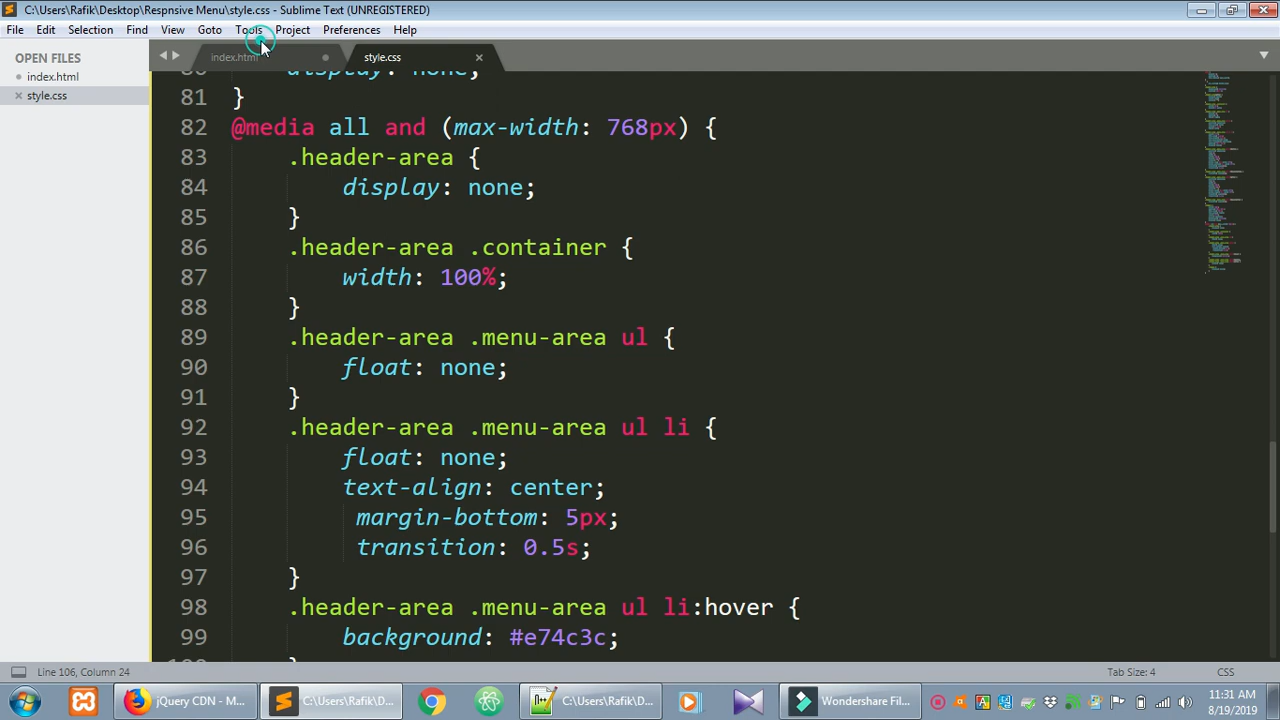 C:\Users\Rafik\Desktop\Respnsive Menu\style.css - Sublime Text (UNREGISTERED)
File Edit Selection Find View Goto Tools Project Preferences Help
OPEN FILES
index.html
style.css
index.html
style.css
80 display: none;
81 }
82 @media all and (max-width: 768px) {
83 .header-area {
84 display: none;
85 }
86 .header-area .container {
87 width: 100%;
88 }
89 .header-area .menu-area ul {
90 float: none;
91 }
92 .header-area .menu-area ul li {
93 float: none;
94 text-align: center;
95 margin-bottom: 5px;
96 transition: 0.5s;
97 }
98 .header-area .menu-area ul li:hover {
99 background: #e74c3c;
Line 106, Column 24
Tab Size: 4
CSS
jQuery CDN - M...
C:\Users\Rafik\D...
C:\Users\Rafik\D...
Wondershare Fil...
11:31 AM
8/19/2019